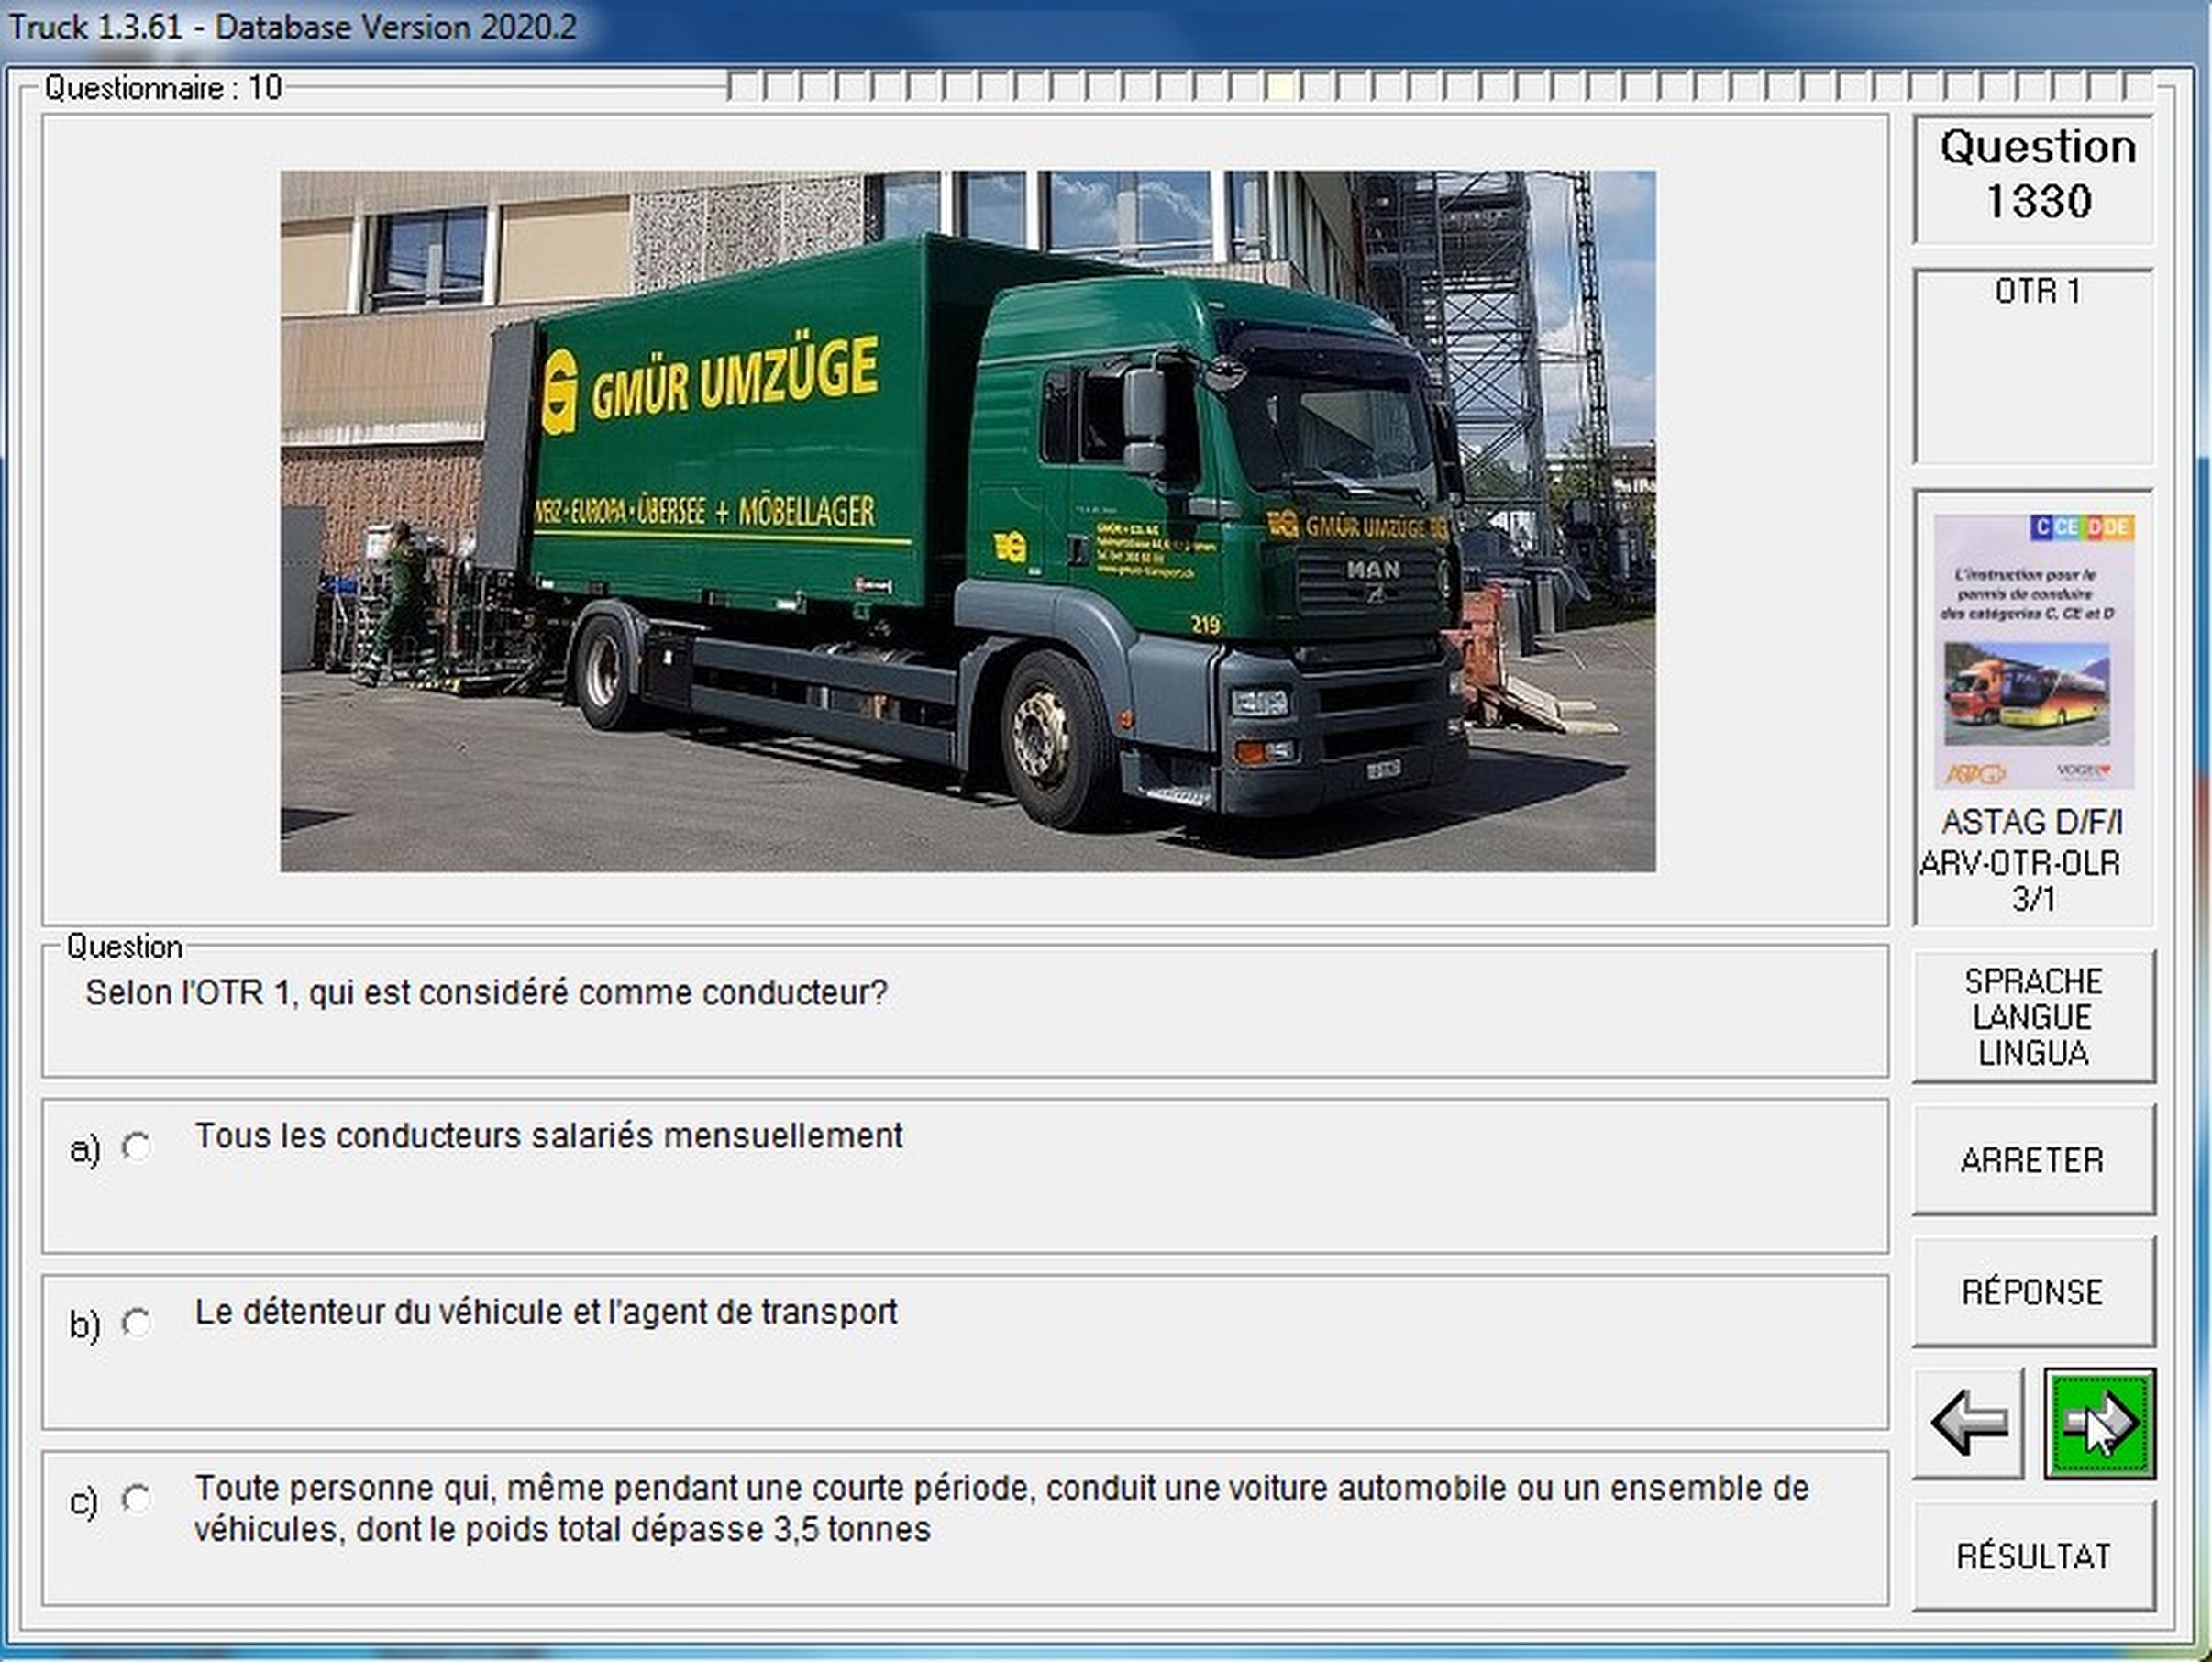 Truck 1.3.61 - Database Version 2020.2
Questionnaire : 10
GMÜR UMZÜGE
EUROPA · ÜBERSEE + MÖBELLAGER
GMÜR UMZÜGE
MAN
219
Question
1330
OTR 1
C CE D DE
L'instruction pour le
permis de conduire
des catégories C, CE et D
ASTAG
VOGEL
ASTAG D/F/I
ARV-OTR-OLR
3/1
Question
Selon l'OTR 1, qui est considéré comme conducteur?
a) Tous les conducteurs salariés mensuellement
b) Le détenteur du véhicule et l'agent de transport
c) Toute personne qui, même pendant une courte période, conduit une voiture automobile ou un ensemble de
véhicules, dont le poids total dépasse 3,5 tonnes
SPRACHE
LANGUE
LINGUA
ARRETER
RÉPONSE
RÉSULTAT